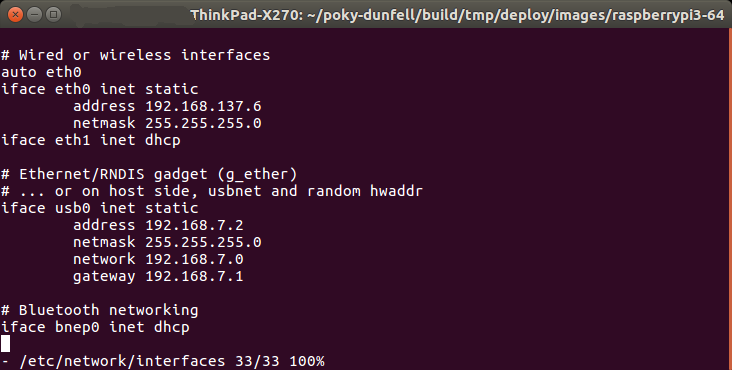 ThinkPad-X270: ~/poky-dunfell/build/tmp/deploy/images/raspberrypi3-64
# Wired or wireless interfaces
auto eth0
iface eth0 inet static
        address 192.168.137.6
        netmask 255.255.255.0
iface eth1 inet dhcp
# Ethernet/RNDIS gadget (g_ether)
# ... or on host side, usbnet and random hwaddr
iface usb0 inet static
        address 192.168.7.2
        netmask 255.255.255.0
        network 192.168.7.0
        gateway 192.168.7.1
# Bluetooth networking
iface bnep0 inet dhcp
- /etc/network/interfaces 33/33 100%